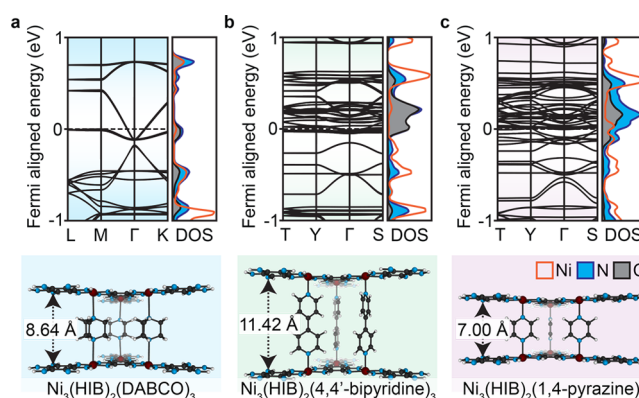 a
b
c
Fermi aligned energy (eV)
1
0
-1
L M Γ K DOS
Fermi aligned energy (eV)
1
0
-1
T Y Γ S DOS
Fermi aligned energy (eV)
1
0
-1
T Y Γ S DOS
Ni N C
8.64 Å
11.42 Å
7.00 Å
Ni₃(HIB)₂(DABCO)₃
Ni₃(HIB)₂(4,4'-bipyridine)₃
Ni₃(HIB)₂(1,4-pyrazine)